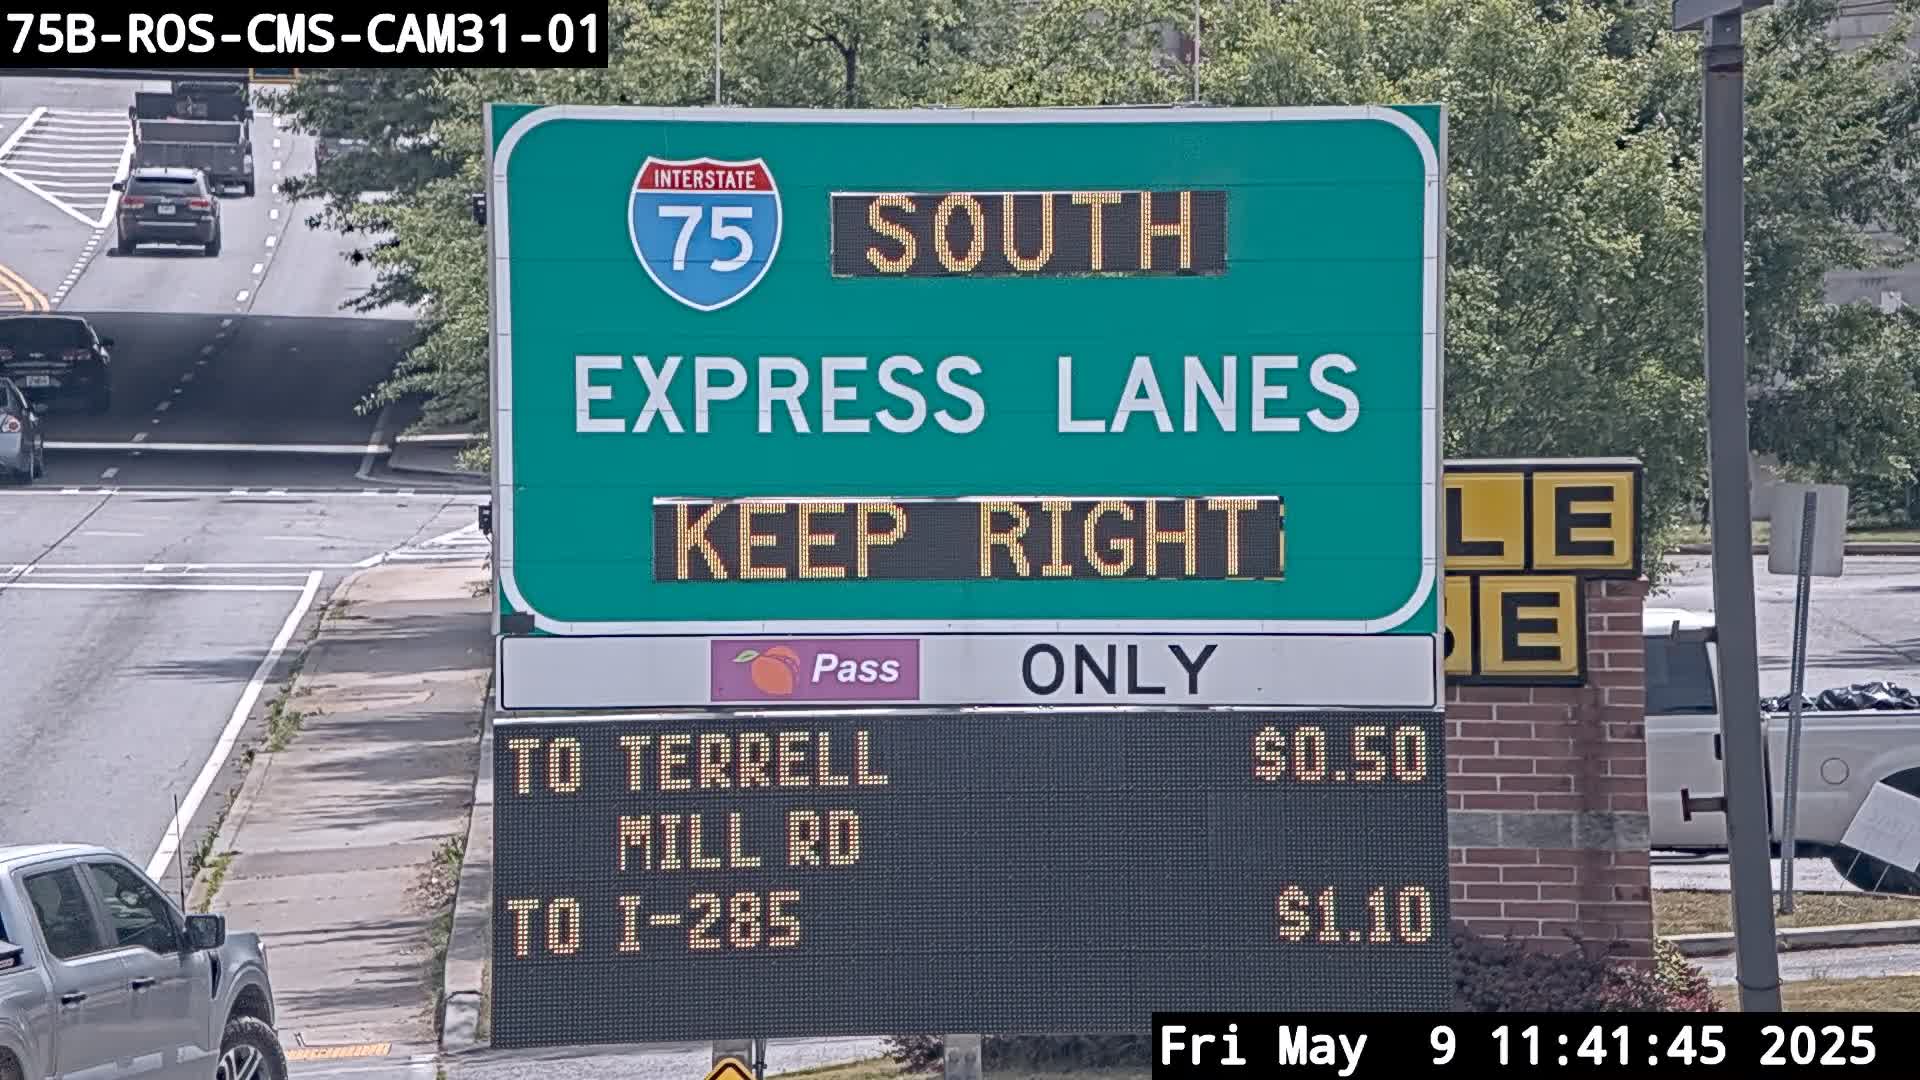 75B-ROS-CMS-CAM31-01
INTERSTATE
75
SOUTH
EXPRESS LANES
KEEP RIGHT
Pass ONLY
TO TERRELL $0.50
MILL RD
TO I-285 $1.10
LE
E
Fri May 9 11:41:45 2025